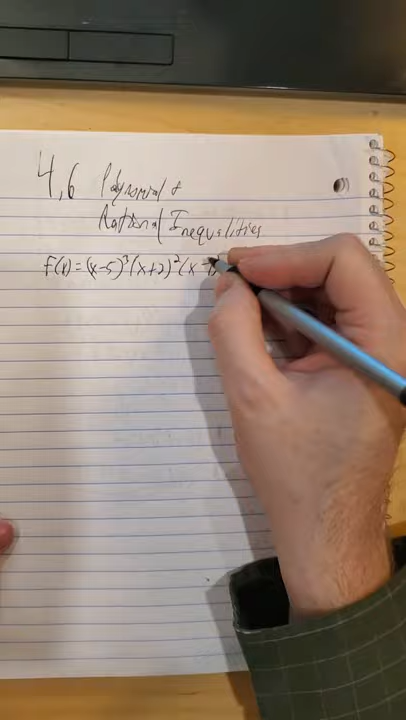 4.6 Polynomial &
Rational Inequalities
F(x) = (x-5)³(x+2)²(x-